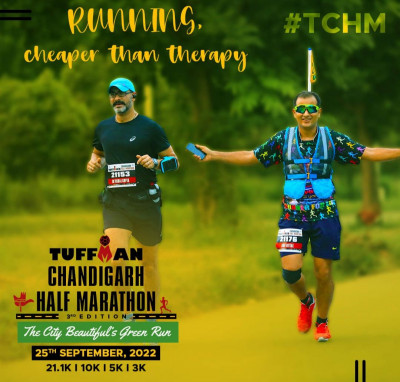 RUNNING,
cheaper than therapy
#TCHM
21153
21176
TUFFMAN
CHANDIGARH
HALF MARATHON
3RD EDITION
The City Beautiful's Green Run
25TH SEPTEMBER, 2022
21.1K I 10K I 5K I 3K